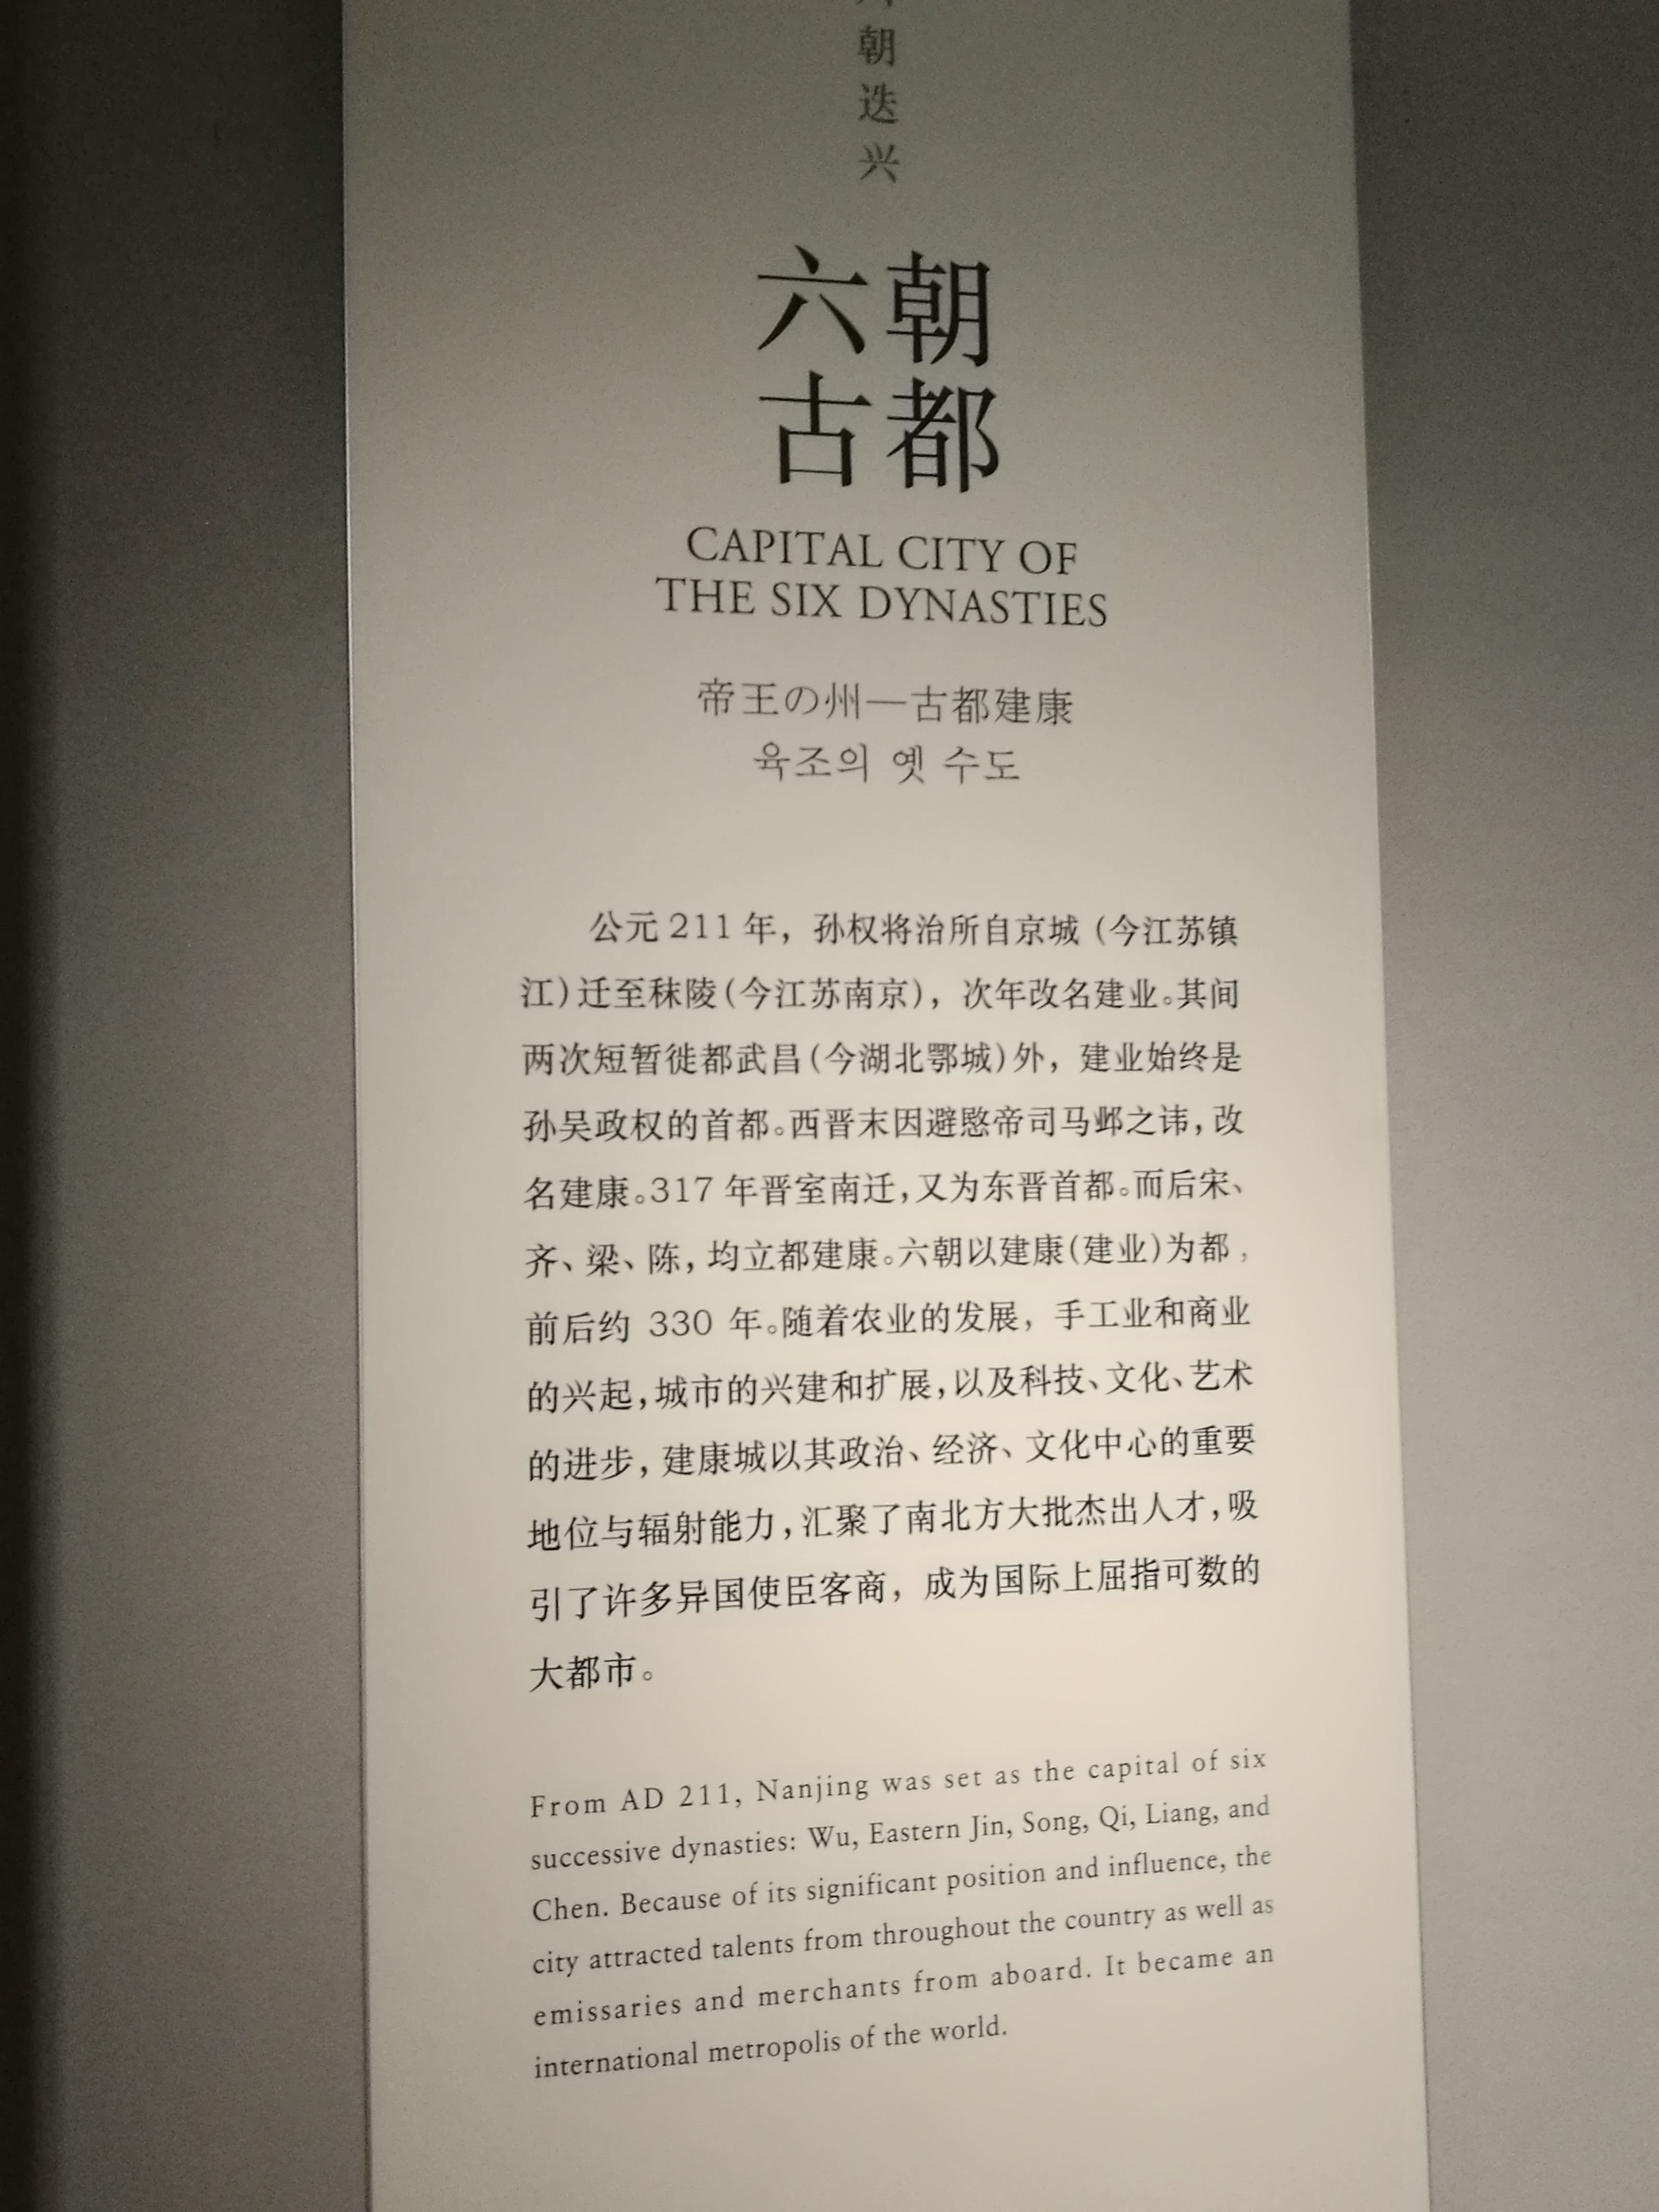 朝
迭
兴
六朝
古都
CAPITAL CITY OF
THE SIX DYNASTIES
帝王の州—古都建康
육조의 옛 수도
公元 211 年，孙权将治所自京城（今江苏镇
江）迁至秣陵（今江苏南京），次年改名建业。其间
两次短暂徙都武昌（今湖北鄂城）外，建业始终是
孙吴政权的首都。西晋末因避愍帝司马邺之讳，改
名建康。317 年晋室南迁，又为东晋首都。而后宋、
齐、梁、陈，均立都建康。六朝以建康（建业）为都，
前后约 330 年。随着农业的发展，手工业和商业
的兴起，城市的兴建和扩展，以及科技、文化、艺术
的进步，建康城以其政治、经济、文化中心的重要
地位与辐射能力，汇聚了南北方大批杰出人才，吸
引了许多异国使臣客商，成为国际上屈指可数的
大都市。
From AD 211, Nanjing was set as the capital of six
successive dynasties: Wu, Eastern Jin, Song, Qi, Liang, and
Chen. Because of its significant position and influence, the
city attracted talents from throughout the country as well as
emissaries and merchants from aboard. It became an
international metropolis of the world.